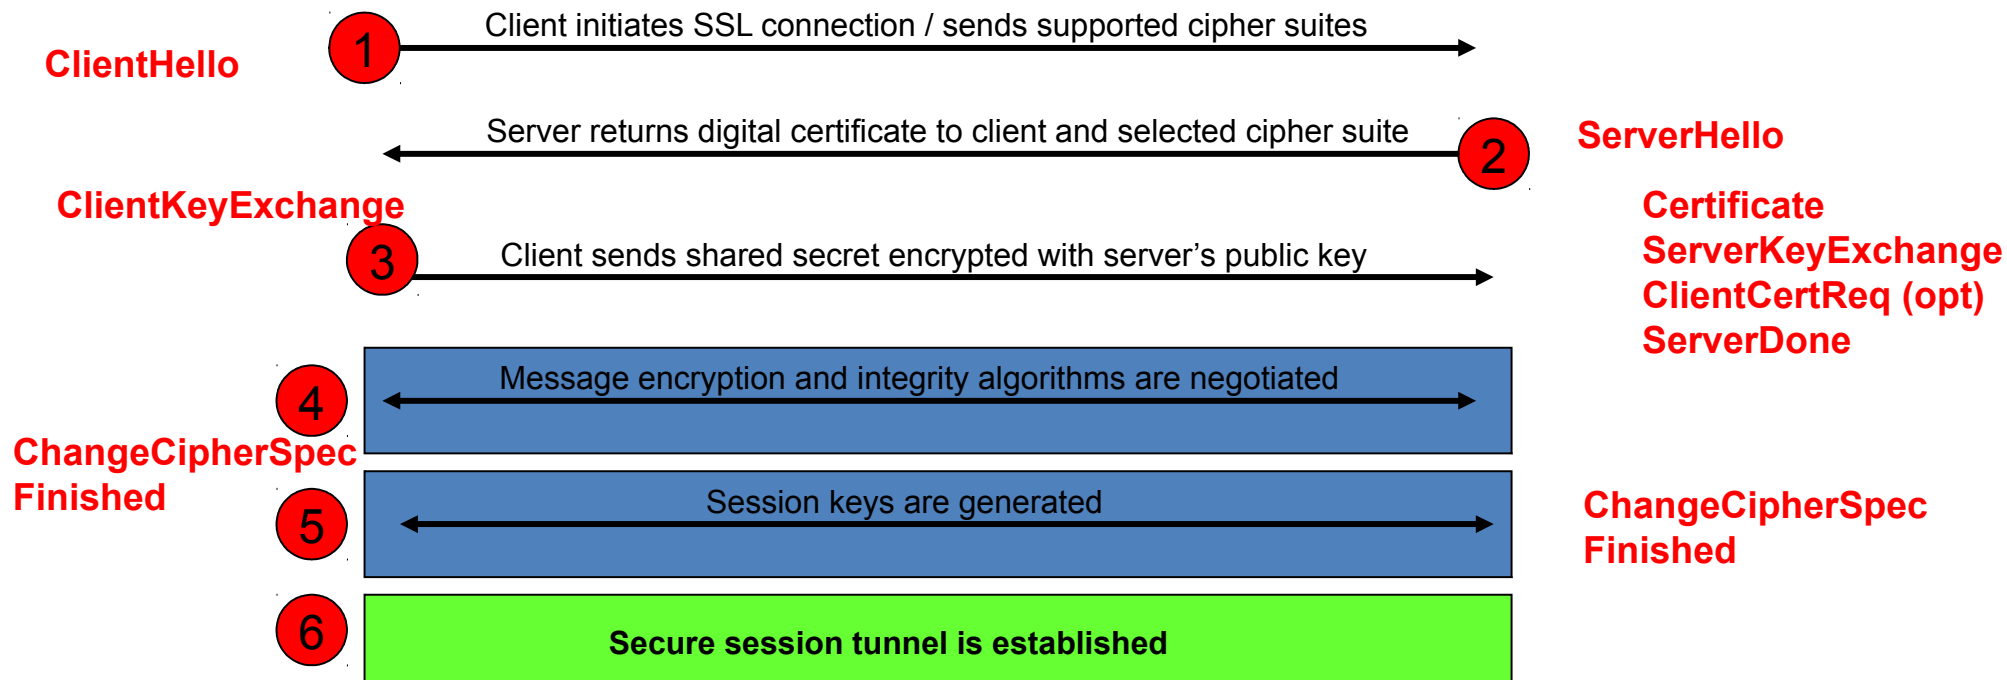 Client initiates SSL connection / sends supported cipher suites
1
ClientHello
Server returns digital certificate to client and selected cipher suite
2
ServerHello
ClientKeyExchange
Certificate
ServerKeyExchange
ClientCertReq (opt)
ServerDone
3
Client sends shared secret encrypted with server’s public key
4
Message encryption and integrity algorithms are negotiated
ChangeCipherSpec
Finished
5
Session keys are generated
ChangeCipherSpec
Finished
6
Secure session tunnel is established